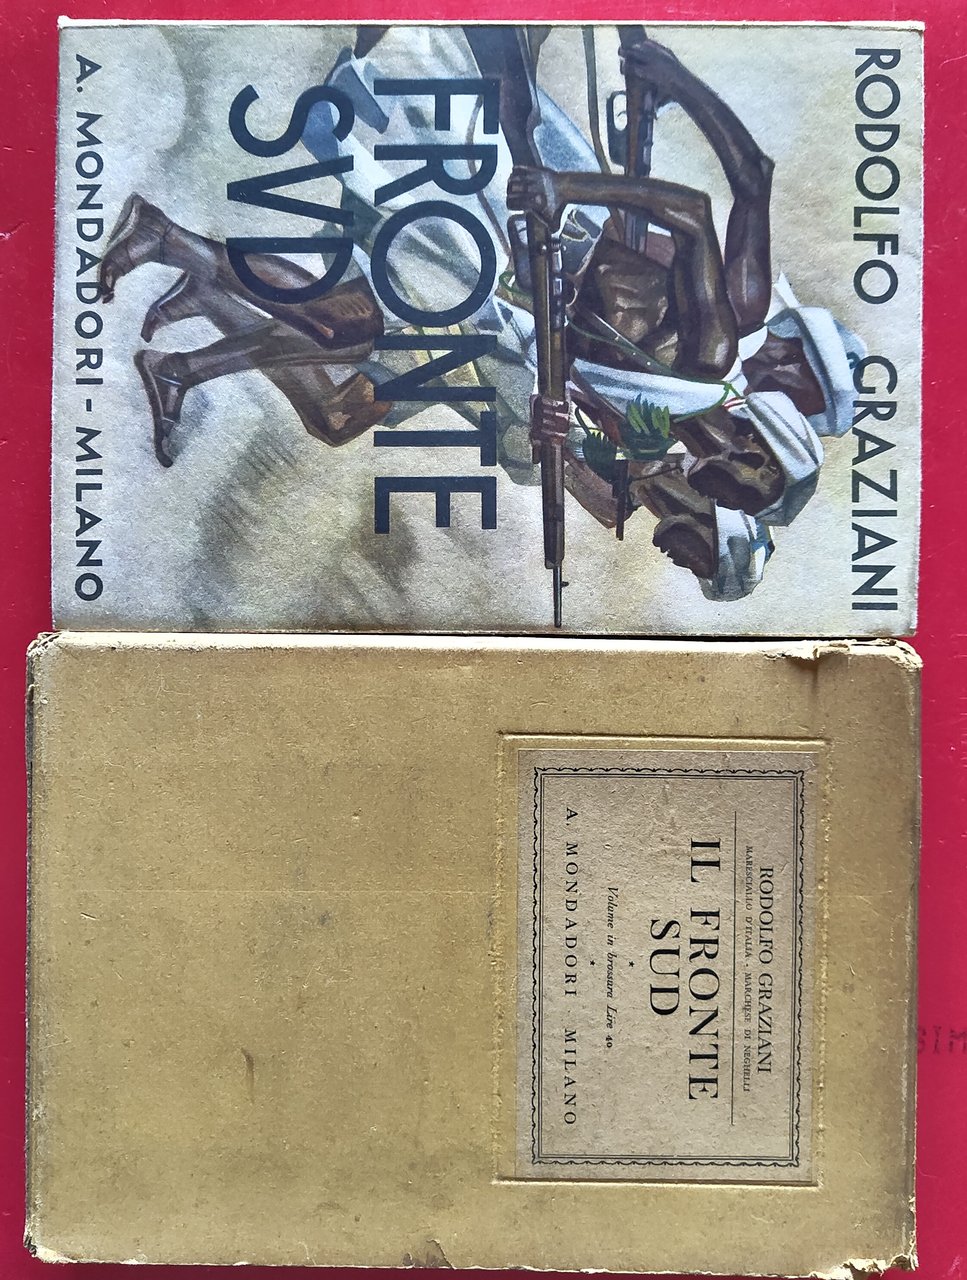 RODOLFO GRAZIANI
FRONTE
SVD
A. MONDADORI - MILANO
RODOLFO GRAZIANI
MARESCIALLO D'ITALIA - MARCHESE DI NEGHELLI
IL FRONTE
SUD
Volume in brossura Lire 40
A. MONDADORI - MILANO